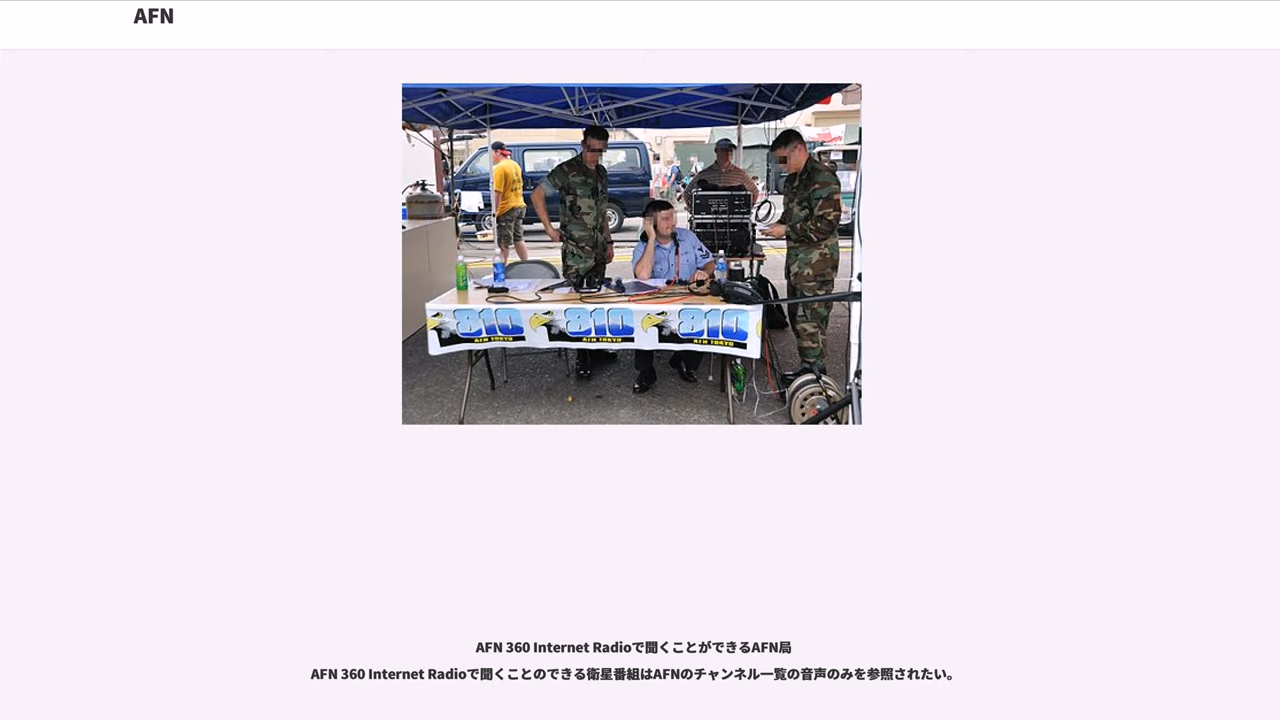 AFN
810 810 810
AFN TOKYO AFN TOKYO AFN TOKYO
AFN 360 Internet Radioで聞くことができるAFN局
AFN 360 Internet Radioで聞くことのできる衛星番組はAFNのチャンネル一覧の音声のみを参照されたい。